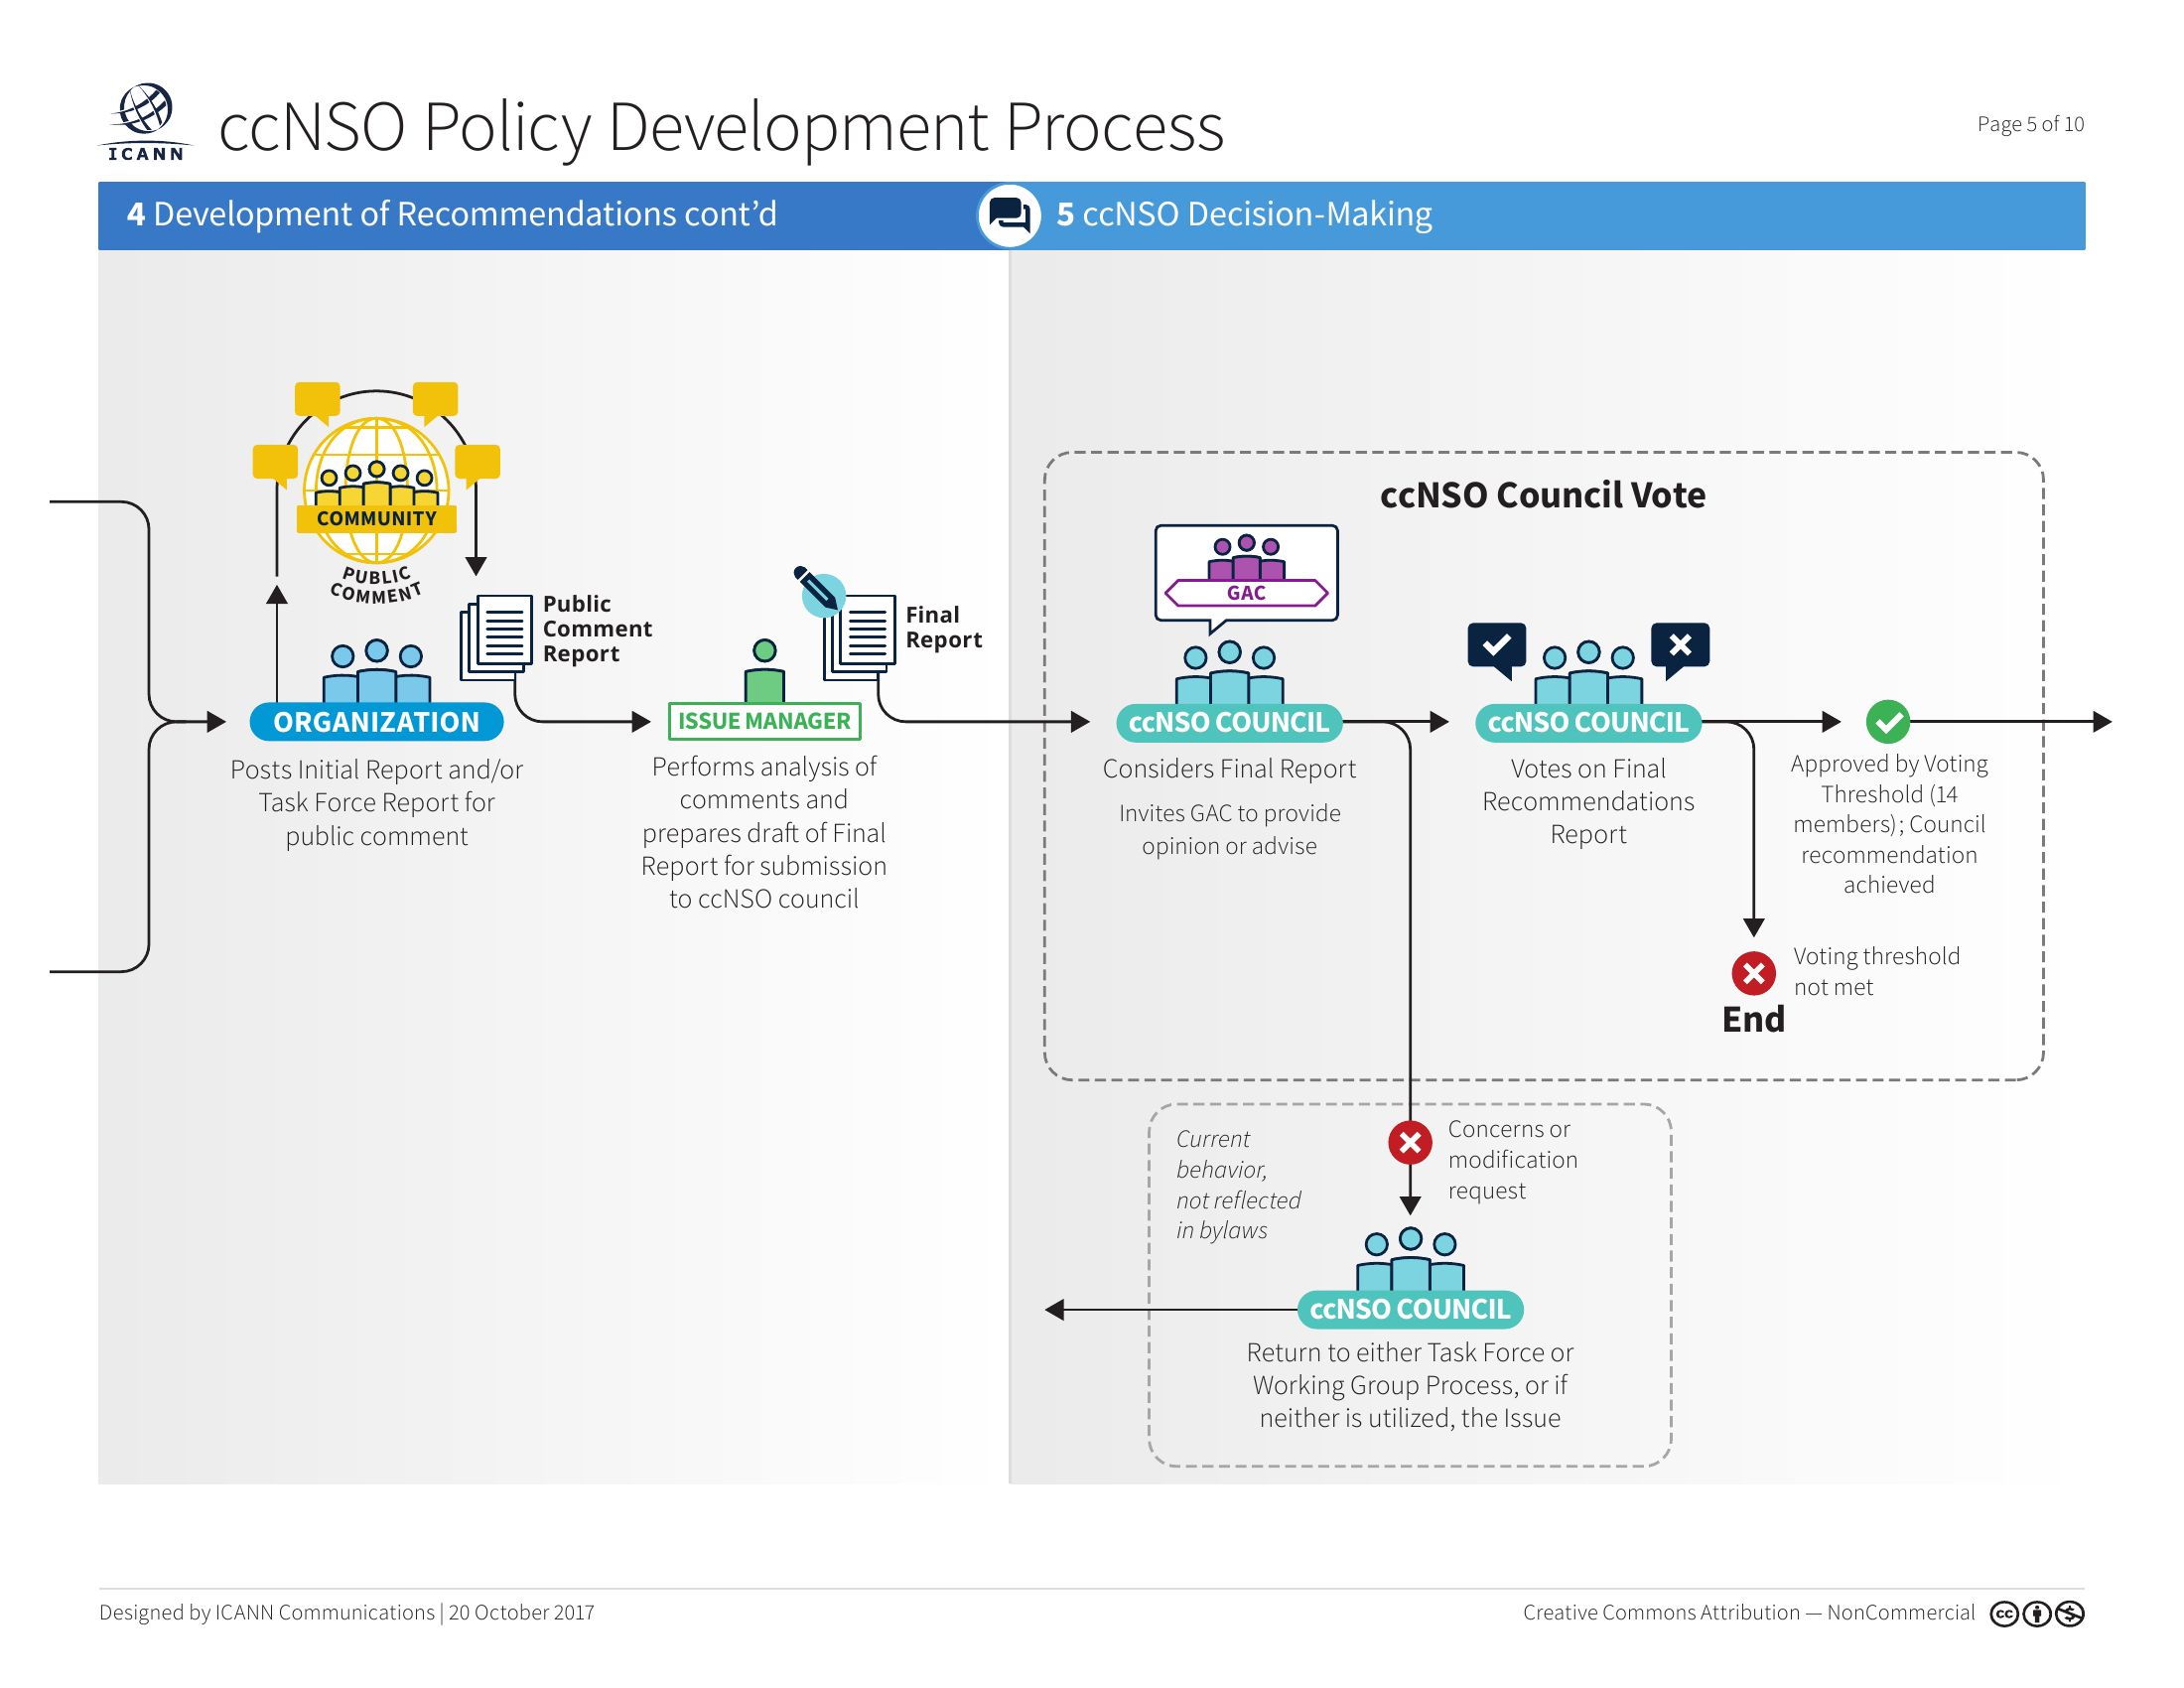 ICANN
ccNSO Policy Development Process
Page 5 of 10
4 Development of Recommendations cont’d
5 ccNSO Decision-Making
COMMUNITY
PUBLIC
COMMENT
Public
Comment
Report
ORGANIZATION
Posts Initial Report and/or
Task Force Report for
public comment
Final
Report
ISSUE MANAGER
Performs analysis of
comments and
prepares draft of Final
Report for submission
to ccNSO council
ccNSO Council Vote
GAC
ccNSO COUNCIL
Considers Final Report
Invites GAC to provide
opinion or advise
ccNSO COUNCIL
Votes on Final
Recommendations
Report
Approved by Voting
Threshold (14
members); Council
recommendation
achieved
Voting threshold
not met
End
Current
behavior,
not reflected
in bylaws
Concerns or
modification
request
ccNSO COUNCIL
Return to either Task Force or
Working Group Process, or if
neither is utilized, the Issue
Designed by ICANN Communications | 20 October 2017
Creative Commons Attribution — NonCommercial
cc